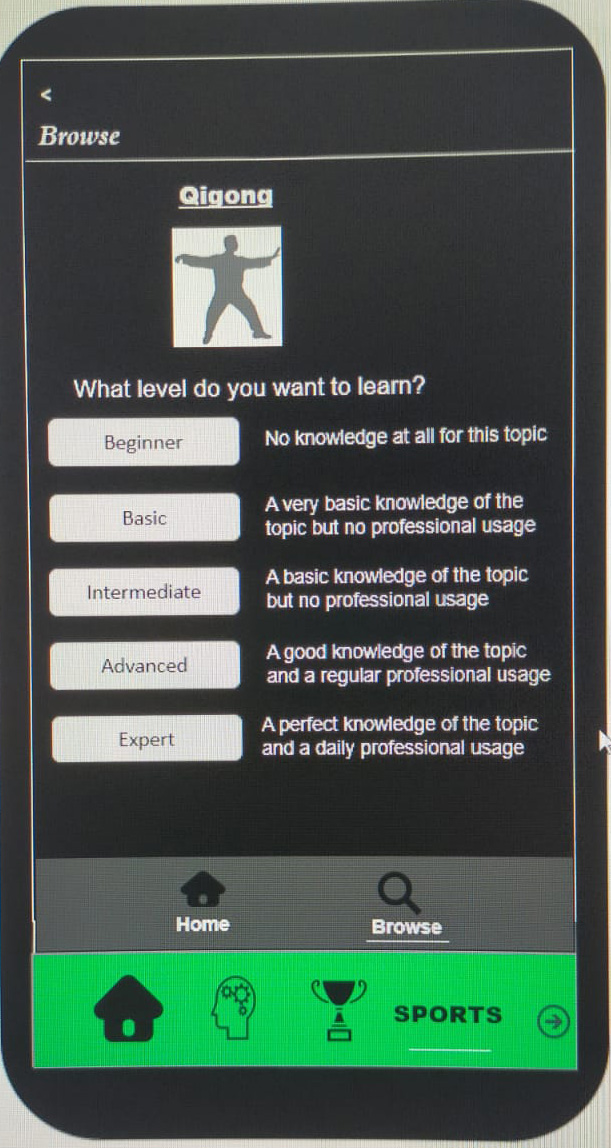 <
Browse
Qigong
What level do you want to learn?
Beginner
No knowledge at all for this topic
Basic
A very basic knowledge of the
topic but no professional usage
Intermediate
A basic knowledge of the topic
but no professional usage
Advanced
A good knowledge of the topic
and a regular professional usage
Expert
A perfect knowledge of the topic
and a daily professional usage
Home
Browse
SPORTS